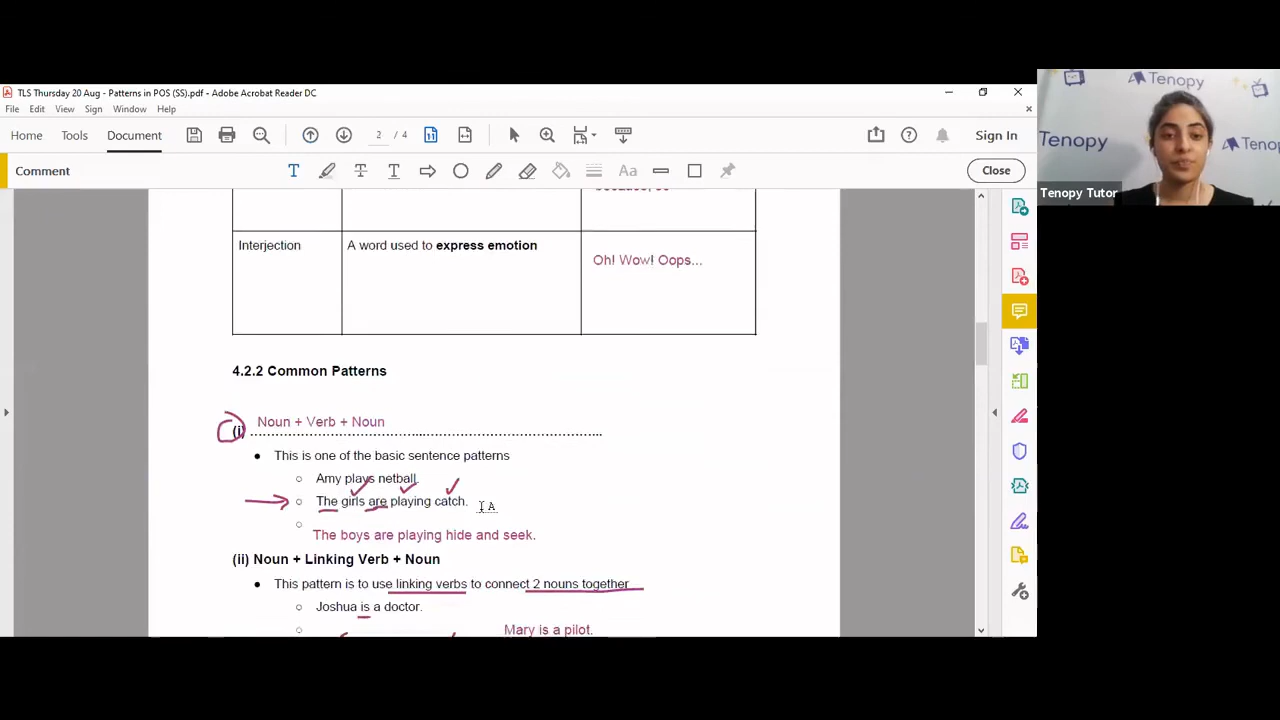 TLS Thursday 20 Aug - Patterns in POS (SS).pdf - Adobe Acrobat Reader DC
File Edit View Sign Window Help
Home Tools Document 2 / 4 Sign In
Comment T T T Aa Close
Tenopy
Tenopy
Tenopy
Tenopy
Tenopy Tutor
Interjection A word used to express emotion Oh! Wow! Oops...
4.2.2 Common Patterns
(i) Noun + Verb + Noun
This is one of the basic sentence patterns
Amy plays netball.
The girls are playing catch.
The boys are playing hide and seek.
(ii) Noun + Linking Verb + Noun
This pattern is to use linking verbs to connect 2 nouns together
Joshua is a doctor.
Mary is a pilot.